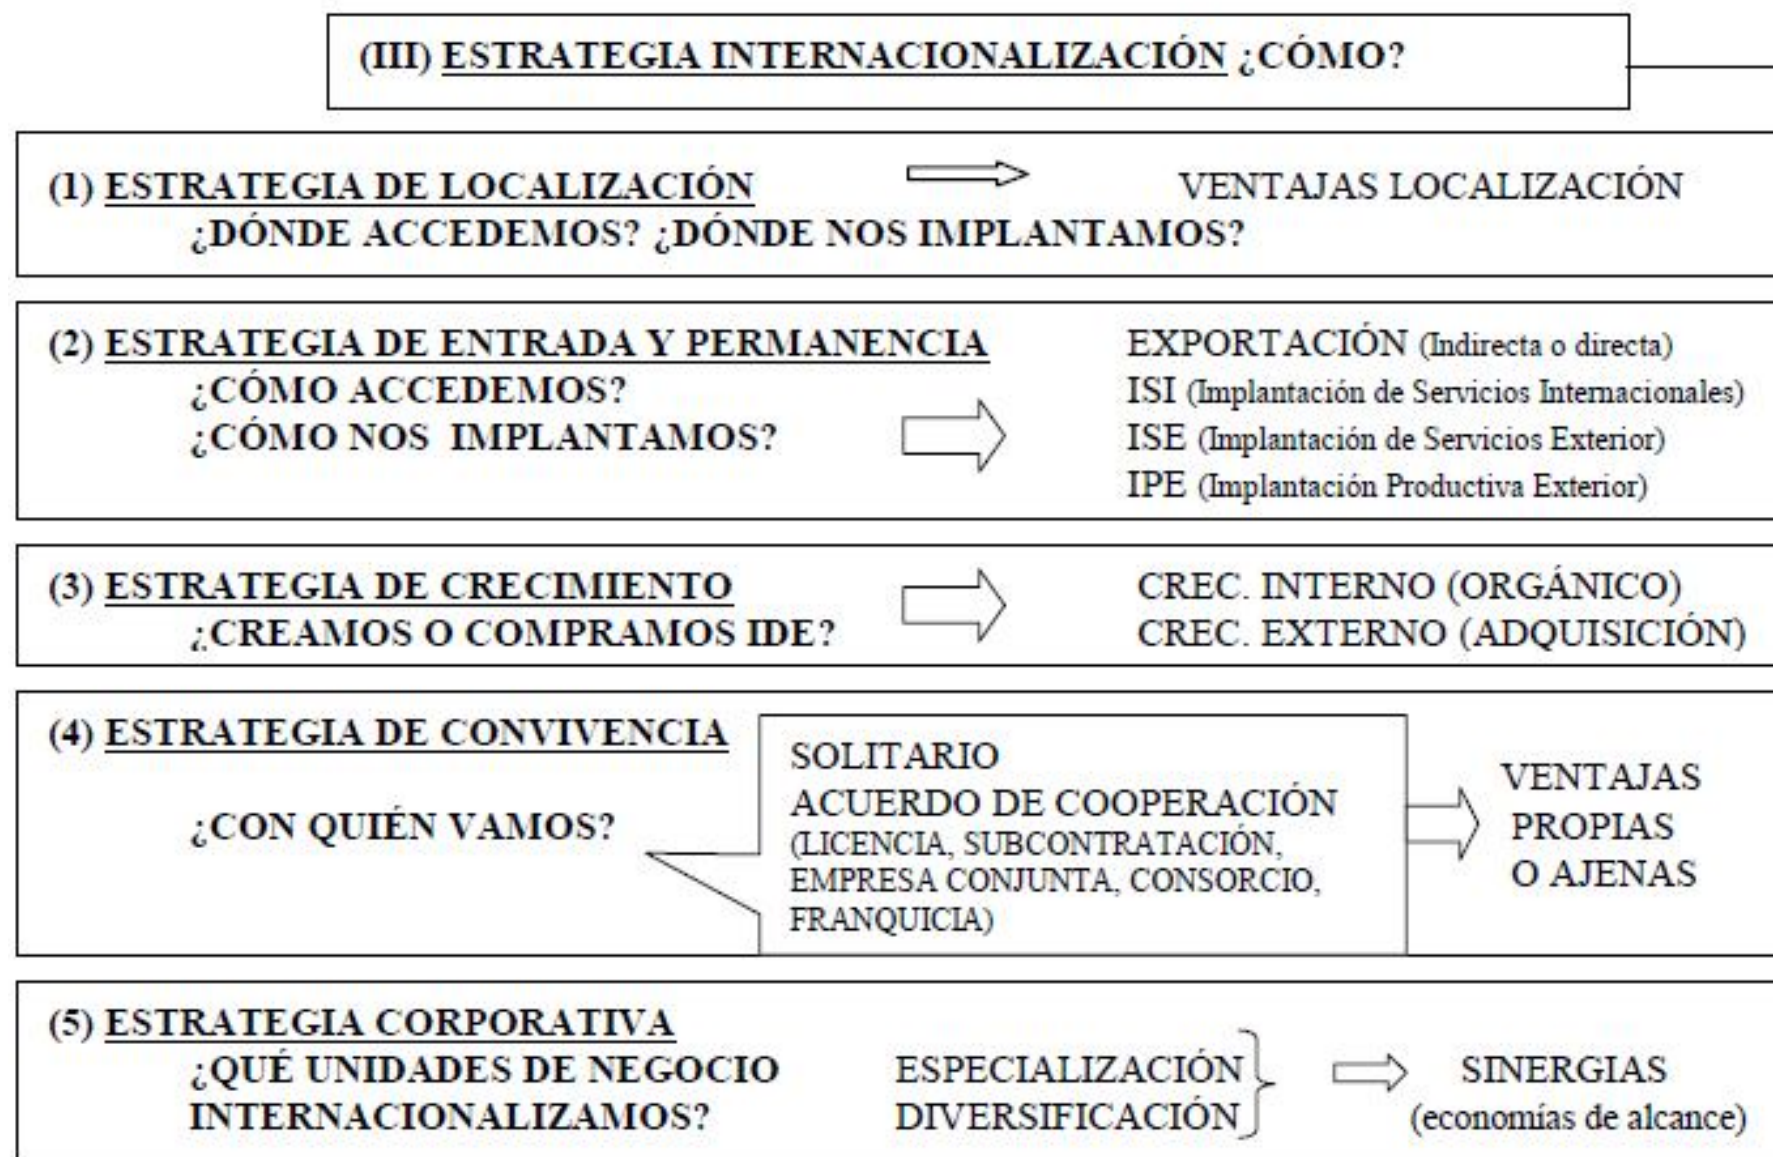 (III) ESTRATEGIA INTERNACIONALIZACIÓN ¿CÓMO?
(1) ESTRATEGIA DE LOCALIZACIÓN VENTAJAS LOCALIZACIÓN
¿DÓNDE ACCEDEMOS? ¿DÓNDE NOS IMPLANTAMOS?
(2) ESTRATEGIA DE ENTRADA Y PERMANENCIA
¿CÓMO ACCEDEMOS?
¿CÓMO NOS IMPLANTAMOS?
EXPORTACIÓN (Indirecta o directa)
ISI (Implantación de Servicios Internacionales)
ISE (Implantación de Servicios Exterior)
IPE (Implantación Productiva Exterior)
(3) ESTRATEGIA DE CRECIMIENTO
¿CREAMOS O COMPRAMOS IDE?
CREC. INTERNO (ORGÁNICO)
CREC. EXTERNO (ADQUISICIÓN)
(4) ESTRATEGIA DE CONVIVENCIA
¿CON QUIÉN VAMOS?
SOLITARIO
ACUERDO DE COOPERACIÓN
(LICENCIA, SUBCONTRATACIÓN,
EMPRESA CONJUNTA, CONSORCIO,
FRANQUICIA)
VENTAJAS
PROPIAS
O AJENAS
(5) ESTRATEGIA CORPORATIVA
¿QUÉ UNIDADES DE NEGOCIO
INTERNACIONALIZAMOS?
ESPECIALIZACIÓN
DIVERSIFICACIÓN
SINERGIAS
(economías de alcance)